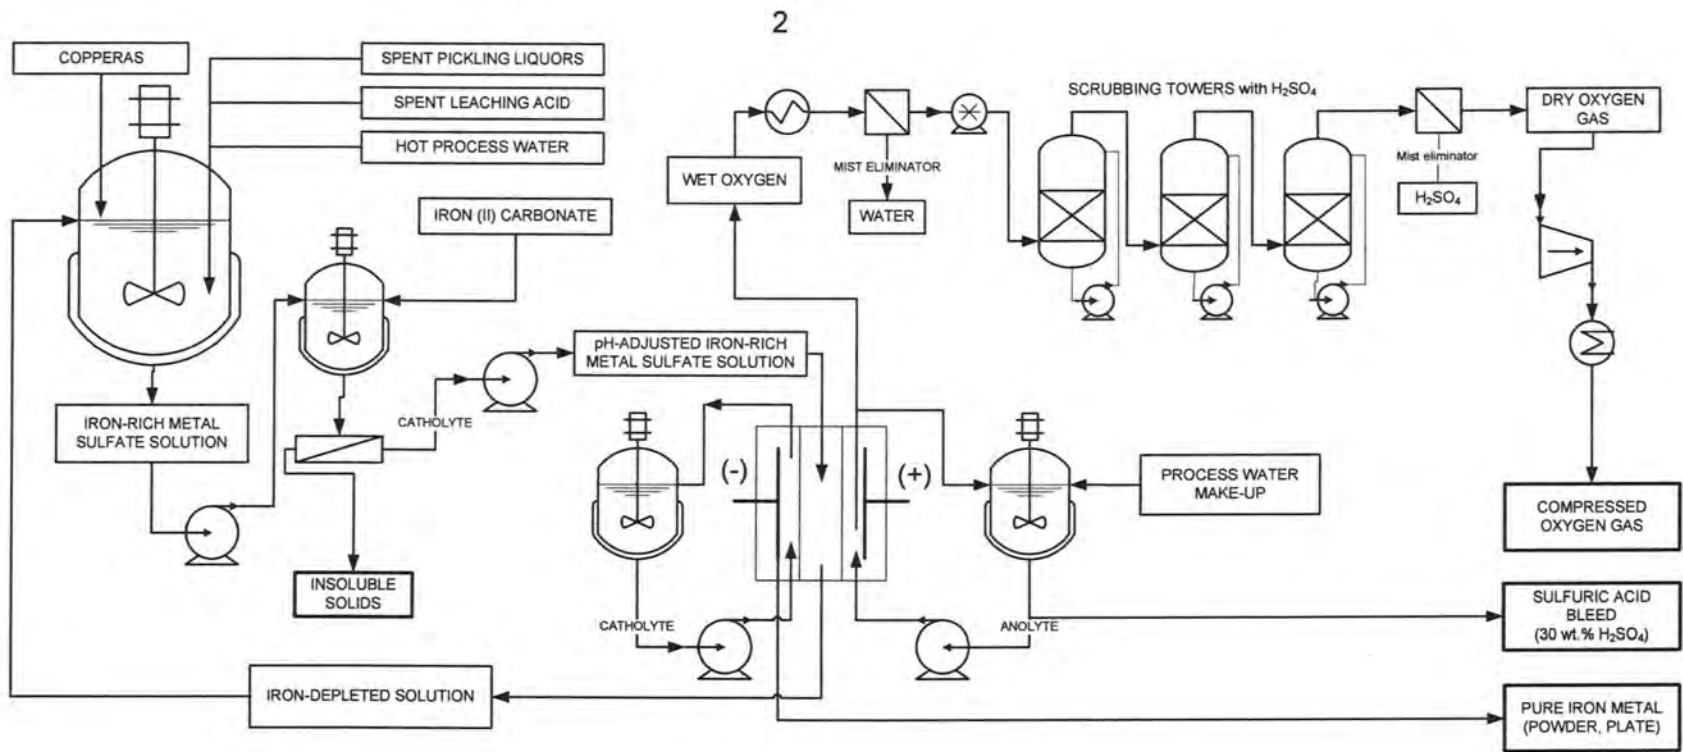 2
COPPERAS
SPENT PICKLING LIQUORS
SPENT LEACHING ACID
HOT PROCESS WATER
SCRUBBING TOWERS with H₂SO₄
DRY OXYGEN
GAS
WET OXYGEN
MIST ELIMINATOR
WATER
Mist eliminator
H₂SO₄
IRON (II) CARBONATE
pH-ADJUSTED IRON-RICH
METAL SULFATE SOLUTION
IRON-RICH METAL
SULFATE SOLUTION
CATHOLYTE
(-)
(+)
PROCESS WATER
MAKE-UP
COMPRESSED
OXYGEN GAS
INSOLUBLE
SOLIDS
CATHOLYTE
ANOLYTE
SULFURIC ACID
BLEED
(30 wt.% H₂SO₄)
IRON-DEPLETED SOLUTION
PURE IRON METAL
(POWDER, PLATE)